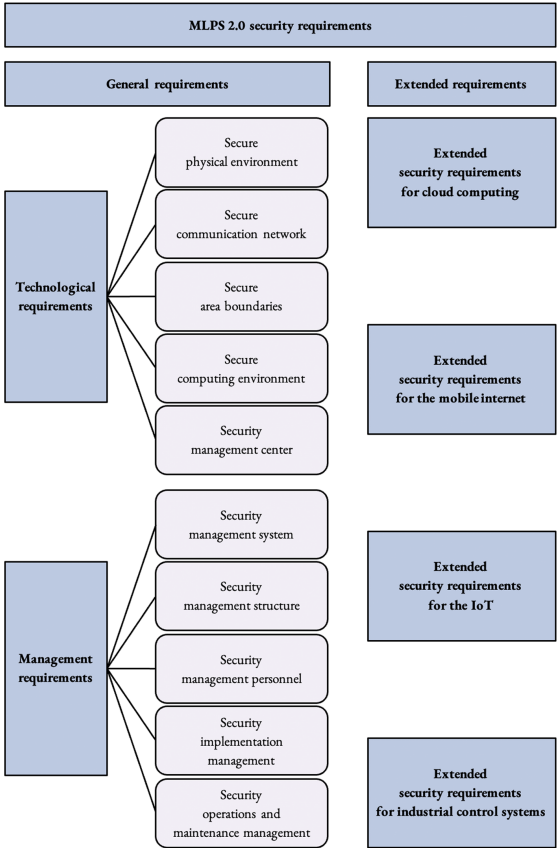 MLPS 2.0 security requirements
General requirements
Extended requirements
Technological
requirements
Secure
physical environment
Secure
communication network
Secure
area boundaries
Secure
computing environment
Security
management center
Management
requirements
Security
management system
Security
management structure
Security
management personnel
Security
implementation
management
Security
operations and
maintenance management
Extended
security requirements
for cloud computing
Extended
security requirements
for the mobile internet
Extended
security requirements
for the IoT
Extended
security requirements
for industrial control systems